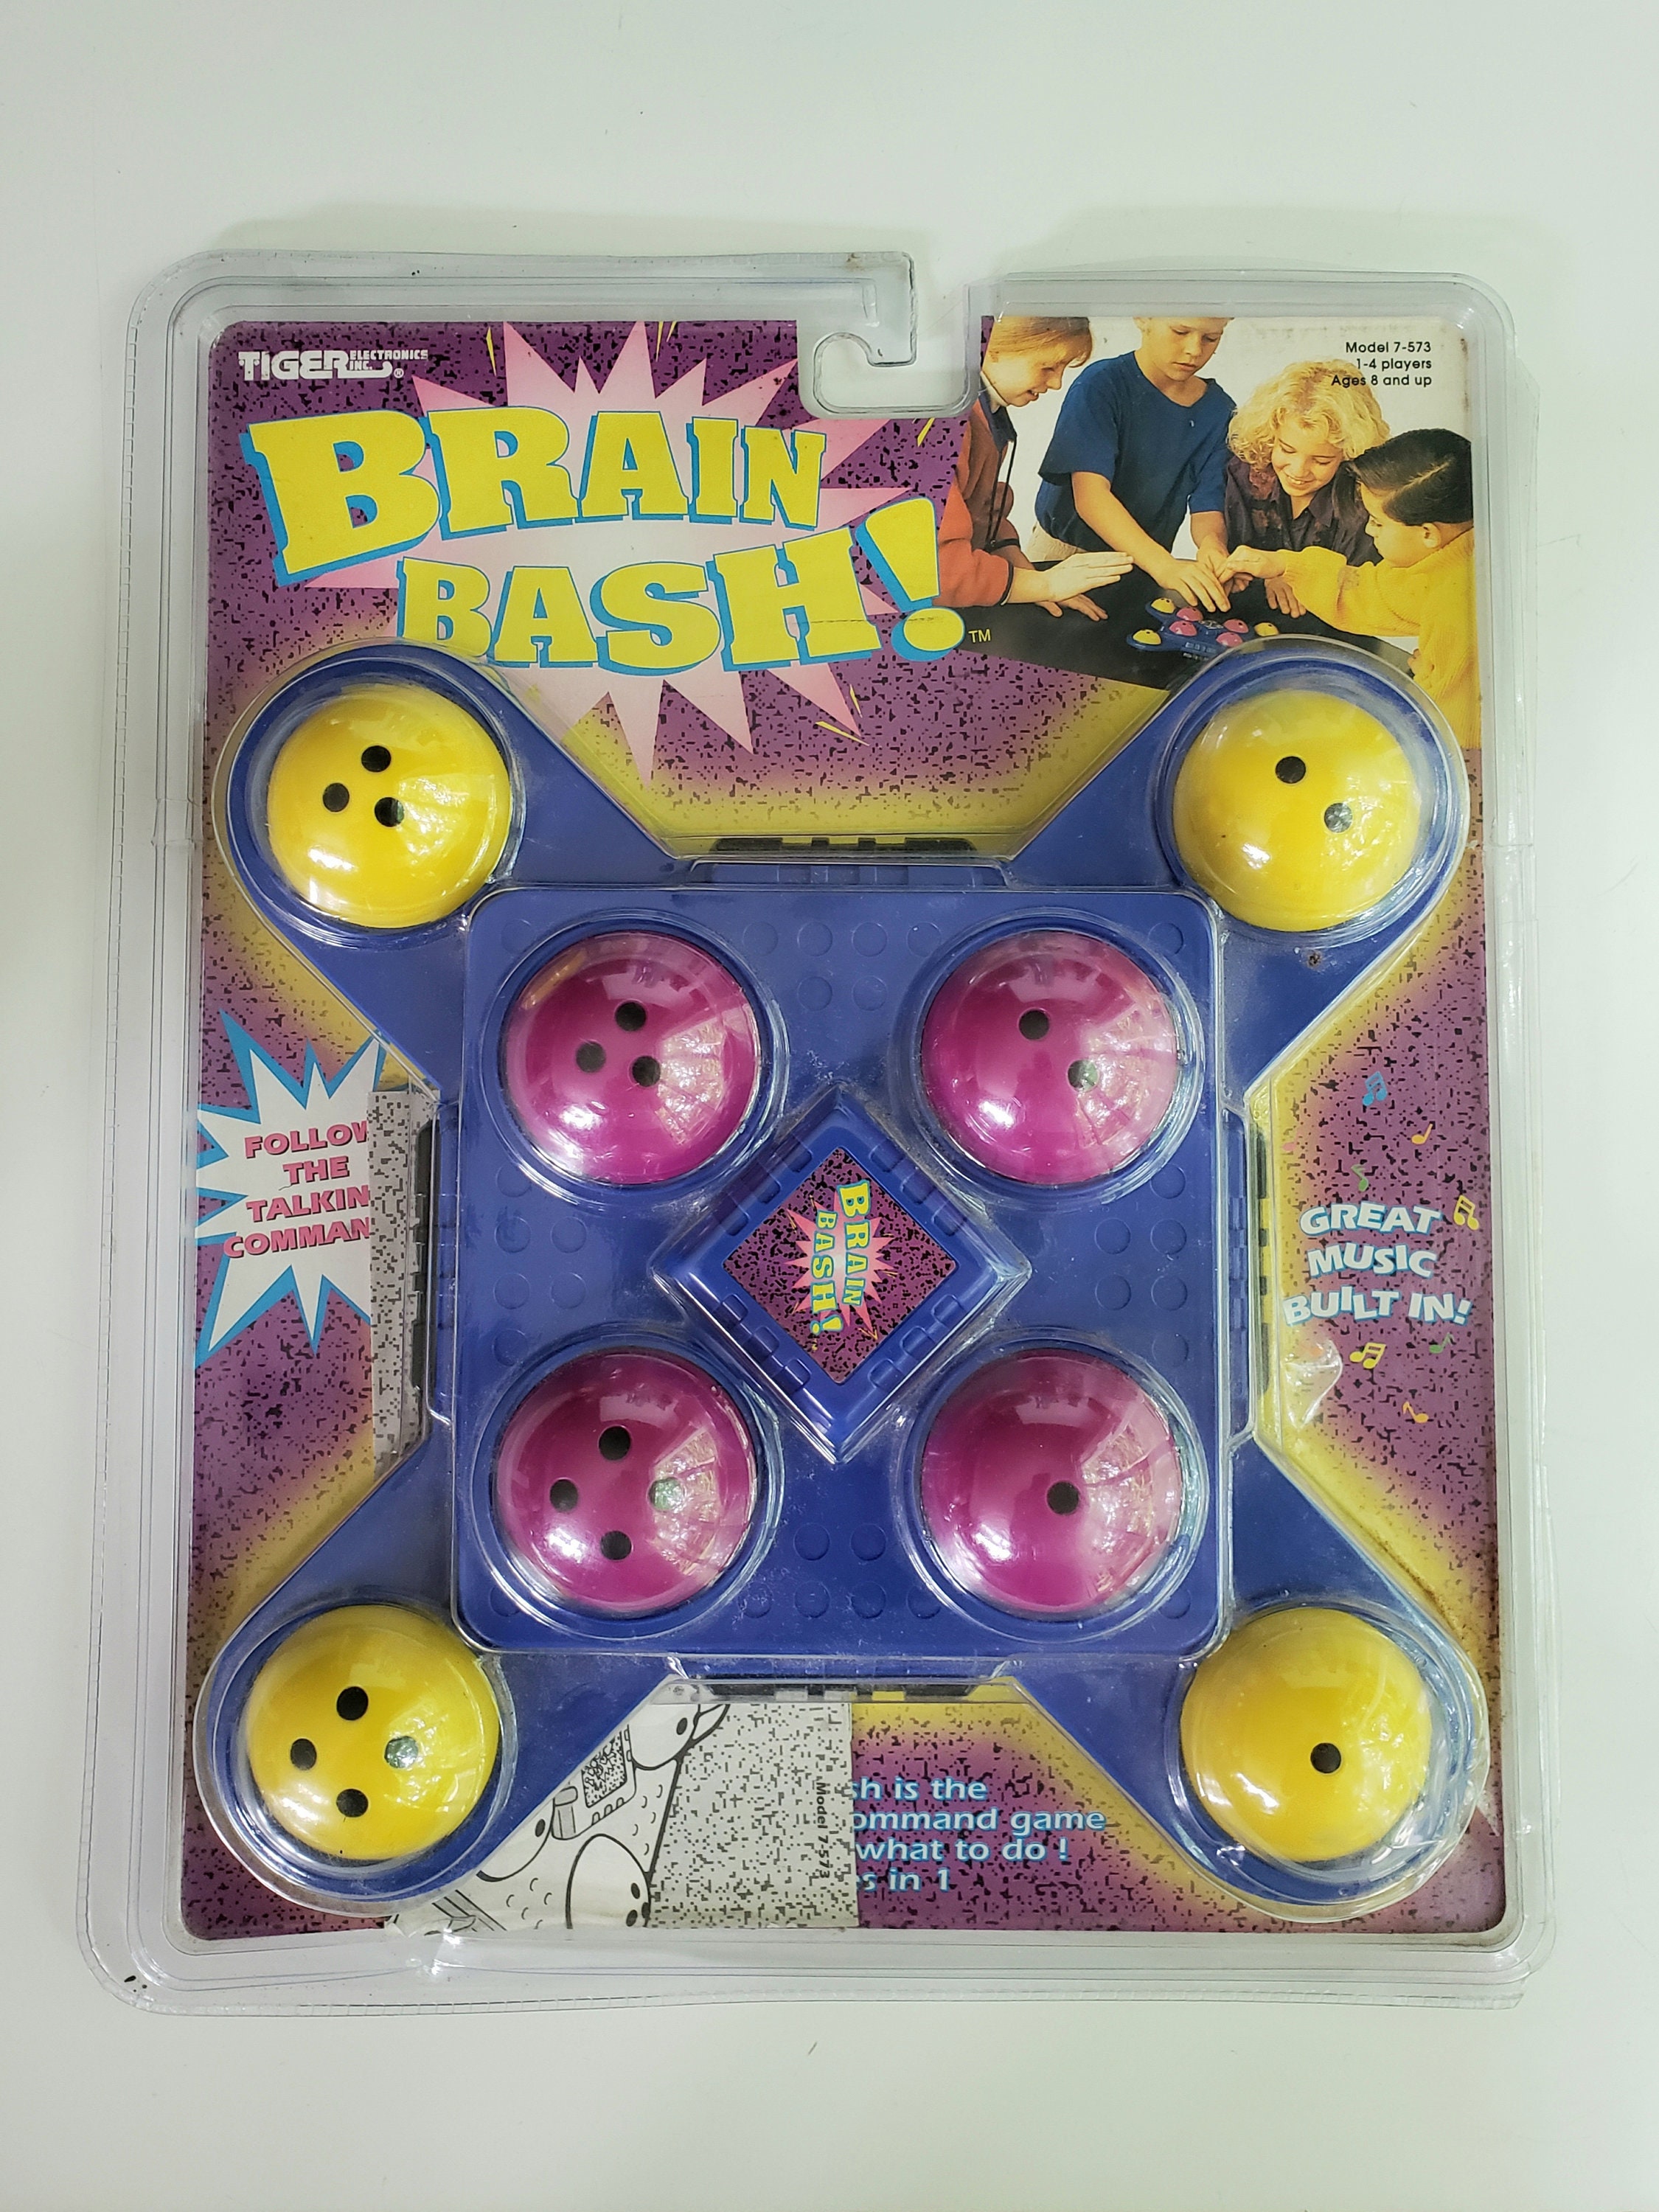 TIGER ELECTRONICS INC. ®
Model 7-573
1-4 players
Ages 8 and up
BRAIN
BASH! TM
FOLLOW
THE
TALKIN
COMMAN
BRAIN
BASH!
GREAT
MUSIC
BUILT IN!
Model 7-573
sh is the
ommand game
what to do !
s in 1